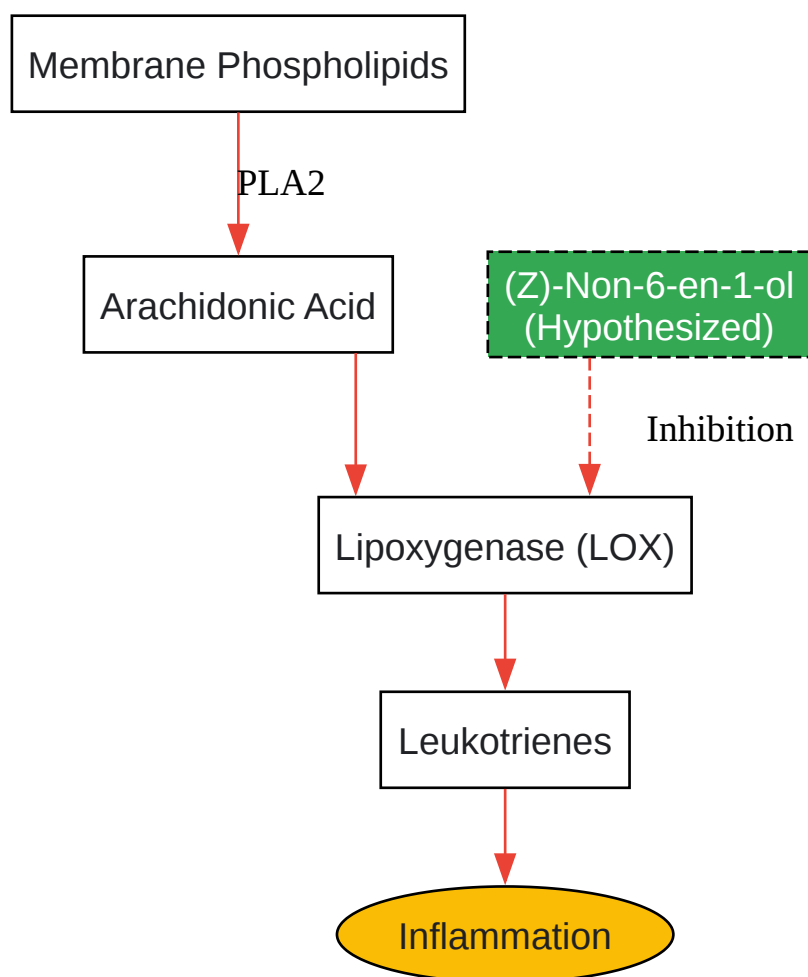 Membrane Phospholipids
PLA2
Arachidonic Acid
(Z)-Non-6-en-1-ol
(Hypothesized)
Inhibition
Lipoxygenase (LOX)
Leukotrienes
Inflammation